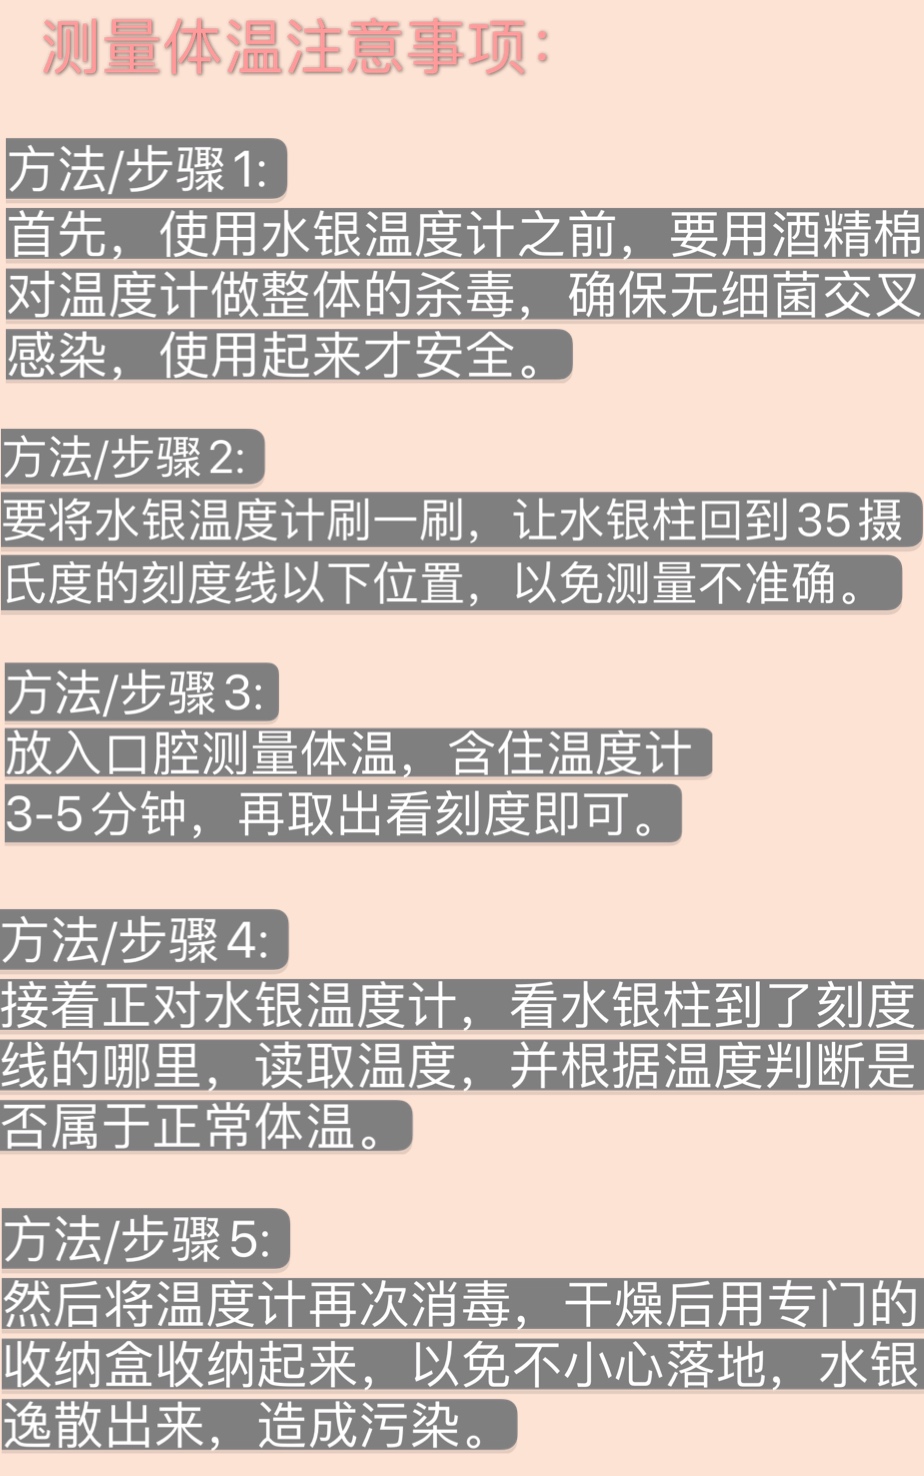 测量体温注意事项：
方法/步骤1:
首先，使用水银温度计之前，要用酒精棉
对温度计做整体的杀毒，确保无细菌交叉
感染，使用起来才安全。
方法/步骤2:
要将水银温度计刷一刷，让水银柱回到35摄
氏度的刻度线以下位置，以免测量不准确。
方法/步骤3:
放入口腔测量体温，含住温度计
3-5分钟，再取出看刻度即可。
方法/步骤4:
接着正对水银温度计，看水银柱到了刻度
线的哪里，读取温度，并根据温度判断是
否属于正常体温。
方法/步骤5:
然后将温度计再次消毒，干燥后用专门的
收纳盒收纳起来，以免不小心落地，水银
逸散出来，造成污染。